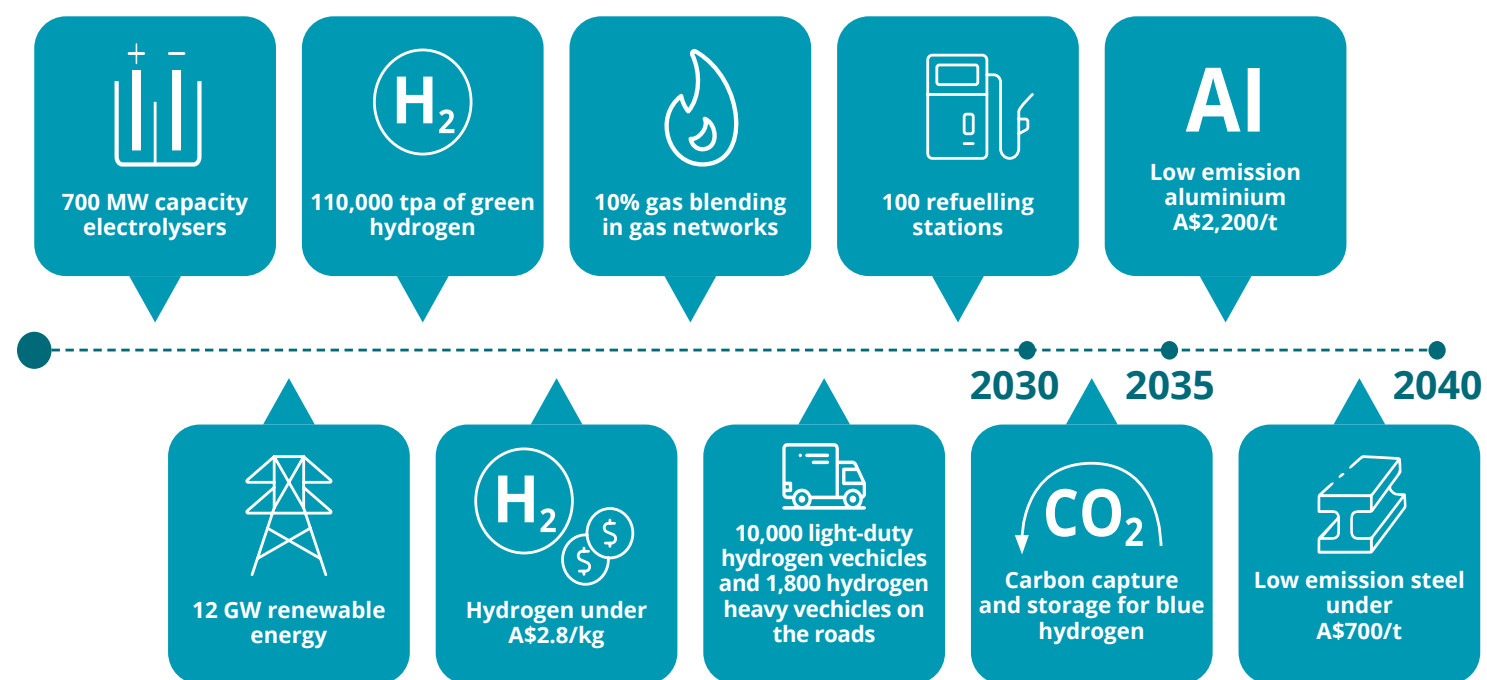 + −
700 MW capacity
electrolysers
H₂
110,000 tpa of green
hydrogen
10% gas blending
in gas networks
100 refuelling
stations
Al
Low emission
aluminium
A$2,200/t
2030
2035
2040
12 GW renewable
energy
H₂
$
$
Hydrogen under
A$2.8/kg
10,000 light-duty
hydrogen vechicles
and 1,800 hydrogen
heavy vechicles on
the roads
CO₂
Carbon capture
and storage for blue
hydrogen
Low emission steel
under
A$700/t